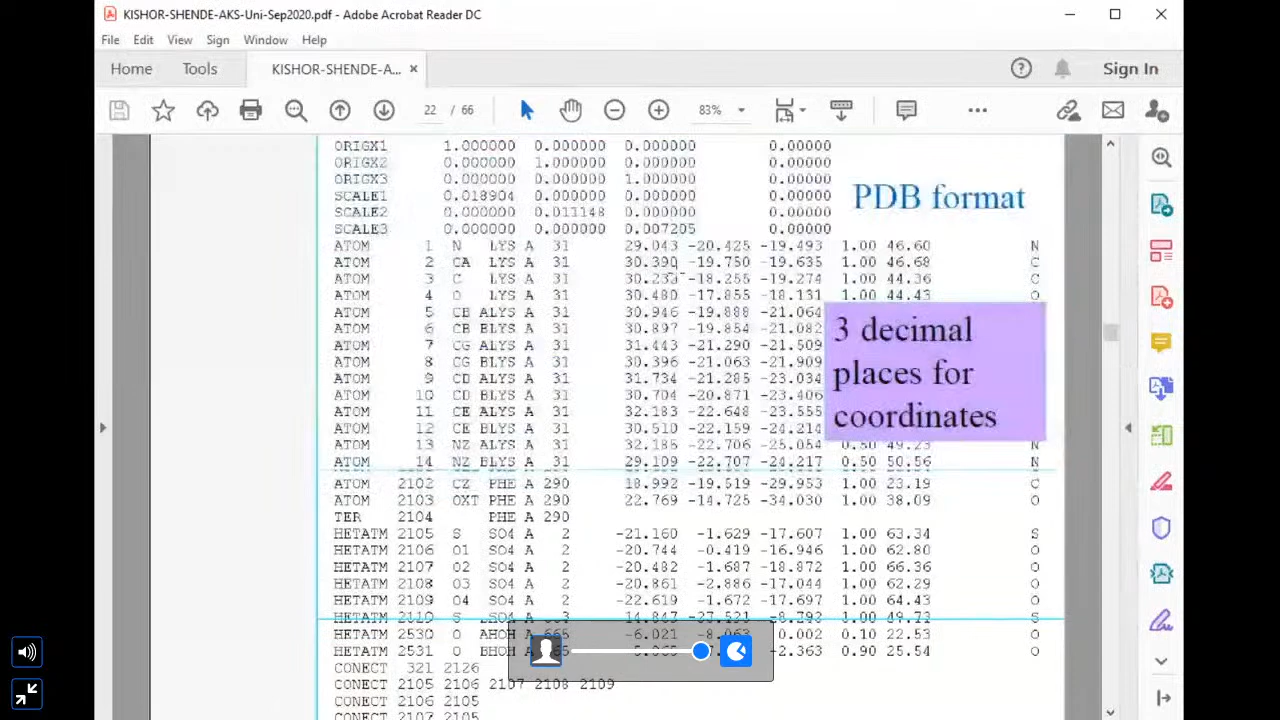 KISHOR-SHENDE-AKS-Uni-Sep2020.pdf - Adobe Acrobat Reader DC
File Edit View Sign Window Help
Home Tools KISHOR-SHENDE-A... × Sign In
22 / 66 83%
ORIGX1 1.000000 0.000000 0.000000 0.00000
ORIGX2 0.000000 1.000000 0.000000 0.00000
ORIGX3 0.000000 0.000000 1.000000 0.00000
SCALE1 0.018904 0.000000 0.000000 0.00000
SCALE2 0.000000 0.011148 0.000000 0.00000
SCALE3 0.000000 0.000000 0.007205 0.00000
PDB format
ATOM 1 N LYS A 31 29.043 -20.425 -19.493 1.00 46.60 N
ATOM 2 CA LYS A 31 30.390 -19.750 -19.635 1.00 46.68 C
ATOM 3 C LYS A 31 -18.255 -19.274 1.00 44.36 C
ATOM 4 O LYS A 31 30.480 -17.855 -18.131 1.00 44.43 O
ATOM 5 CB ALYS A 31 30.946 -19.888 -21.064
ATOM 6 CB BLYS A 31 30.897 -19.854 -21.082
ATOM 7 CG ALYS A 31 31.443 -21.290 -21.509
ATOM 8 CG BLYS A 31 30.396 -21.063 -21.909
ATOM 9 CD ALYS A 31 31.734 -21.285 -23.034
ATOM 10 CD BLYS A 31 30.704 -20.871 -23.406
ATOM 11 CE ALYS A 31 32.183 -22.648 -23.555
ATOM 12 CE BLYS A 31 30.510 -22.159 -24.214
ATOM 13 NZ ALYS A 31 32.185 -22.706 -25.054 0.50 49.23 N
ATOM 14 NZ BLYS A 31 29.109 -22.707 -24.217 0.50 50.56 N
3 decimal
places for
coordinates
ATOM 2102 CZ PHE A 290 18.992 -19.519 -29.953 1.00 23.19 C
ATOM 2103 OXT PHE A 290 22.769 -14.725 -34.030 1.00 38.09 O
TER 2104 PHE A 290
HETATM 2105 S SO4 A 2 -21.160 -1.629 -17.607 1.00 63.34 S
HETATM 2106 O1 SO4 A 2 -20.744 -0.419 -16.946 1.00 62.80 O
HETATM 2107 O2 SO4 A 2 -20.482 -1.687 -18.872 1.00 66.36 O
HETATM 2108 O3 SO4 A 2 -20.861 -2.886 -17.044 1.00 62.29 O
HETATM 2109 O4 SO4 A 2 -22.619 -1.672 -17.697 1.00 64.43 O
HETATM 2110 S SO4 A 1.00 49.73 S
HETATM 2530 O AHOH A -6.021 0.002 0.10 22.53 O
HETATM 2531 O BHOH A -2.363 0.90 25.54 O
CONECT 321 2126
CONECT 2105 2106 2107 2108 2109
CONECT 2106 2105
CONECT 2107 2105